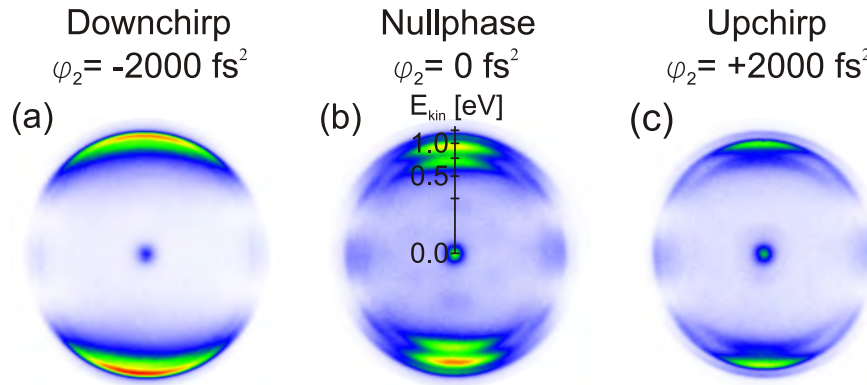 Downchirp
φ₂= -2000 fs²
Nullphase
φ₂= 0 fs²
Upchirp
φ₂= +2000 fs²
(a)
(b)
E_kin [eV]
1.0
0.5
0.0
(c)